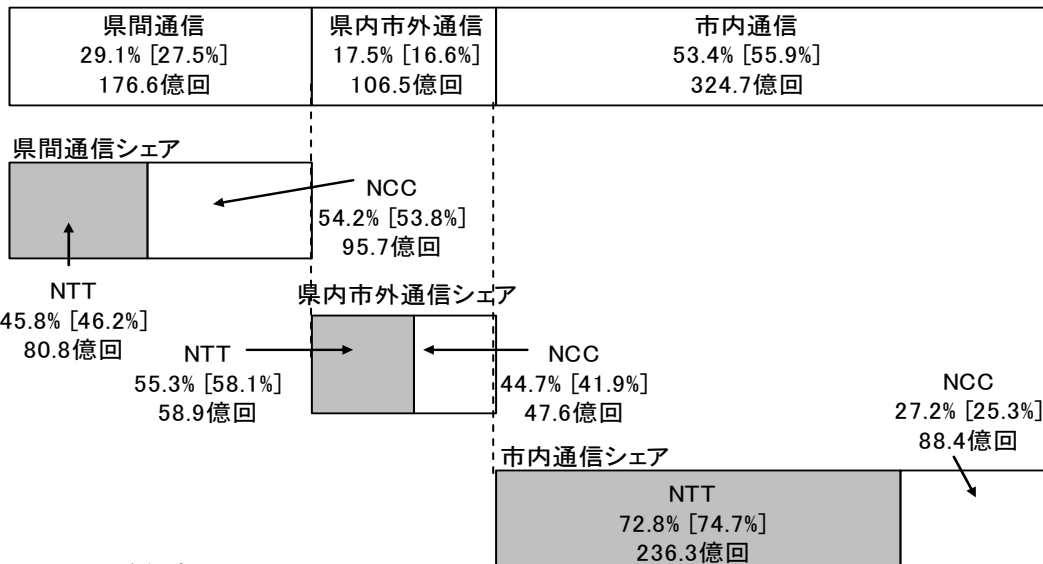 県間通信
29.1% [27.5%]
176.6億回
県内市外通信
17.5% [16.6%]
106.5億回
市内通信
53.4% [55.9%]
324.7億回
県間通信シェア
NCC
54.2% [53.8%]
95.7億回
NTT
45.8% [46.2%]
80.8億回
県内市外通信シェア
NTT
55.3% [58.1%]
58.9億回
NCC
44.7% [41.9%]
47.6億回
NCC
27.2% [25.3%]
88.4億回
市内通信シェア
NTT
72.8% [74.7%]
236.3億回